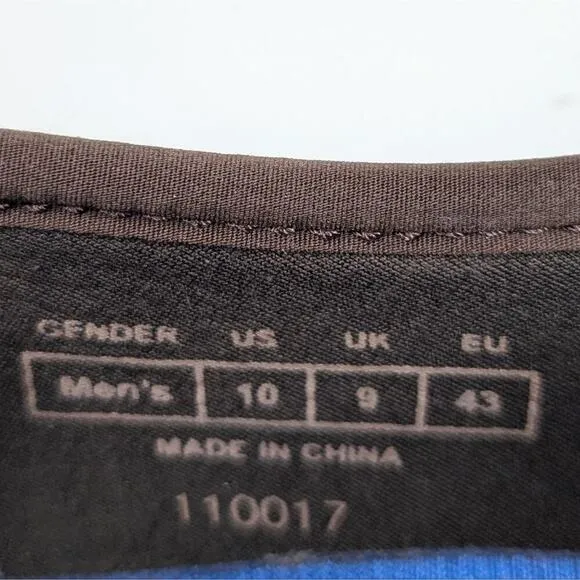 GENDER US UK EU
Men's 10 9 43
MADE IN CHINA
110017